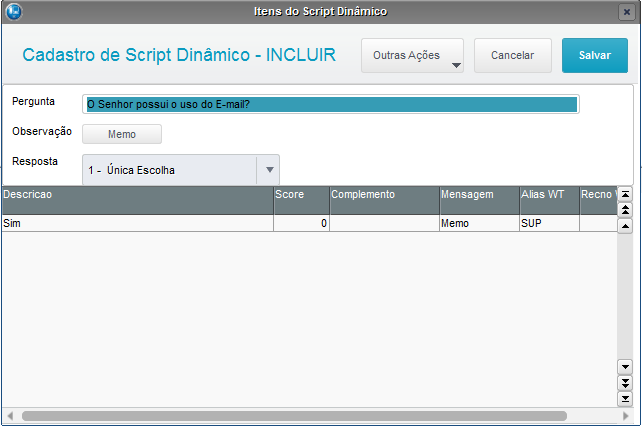 Itens do Script Dinâmico
Cadastro de Script Dinâmico - INCLUIR
Outras Ações
Cancelar
Salvar
Pergunta
O Senhor possui o uso do E-mail?
Observação
Memo
Resposta
1 - Única Escolha
Descricao Score Complemento Mensagem Alias WT Recno
Sim 0 Memo SUP